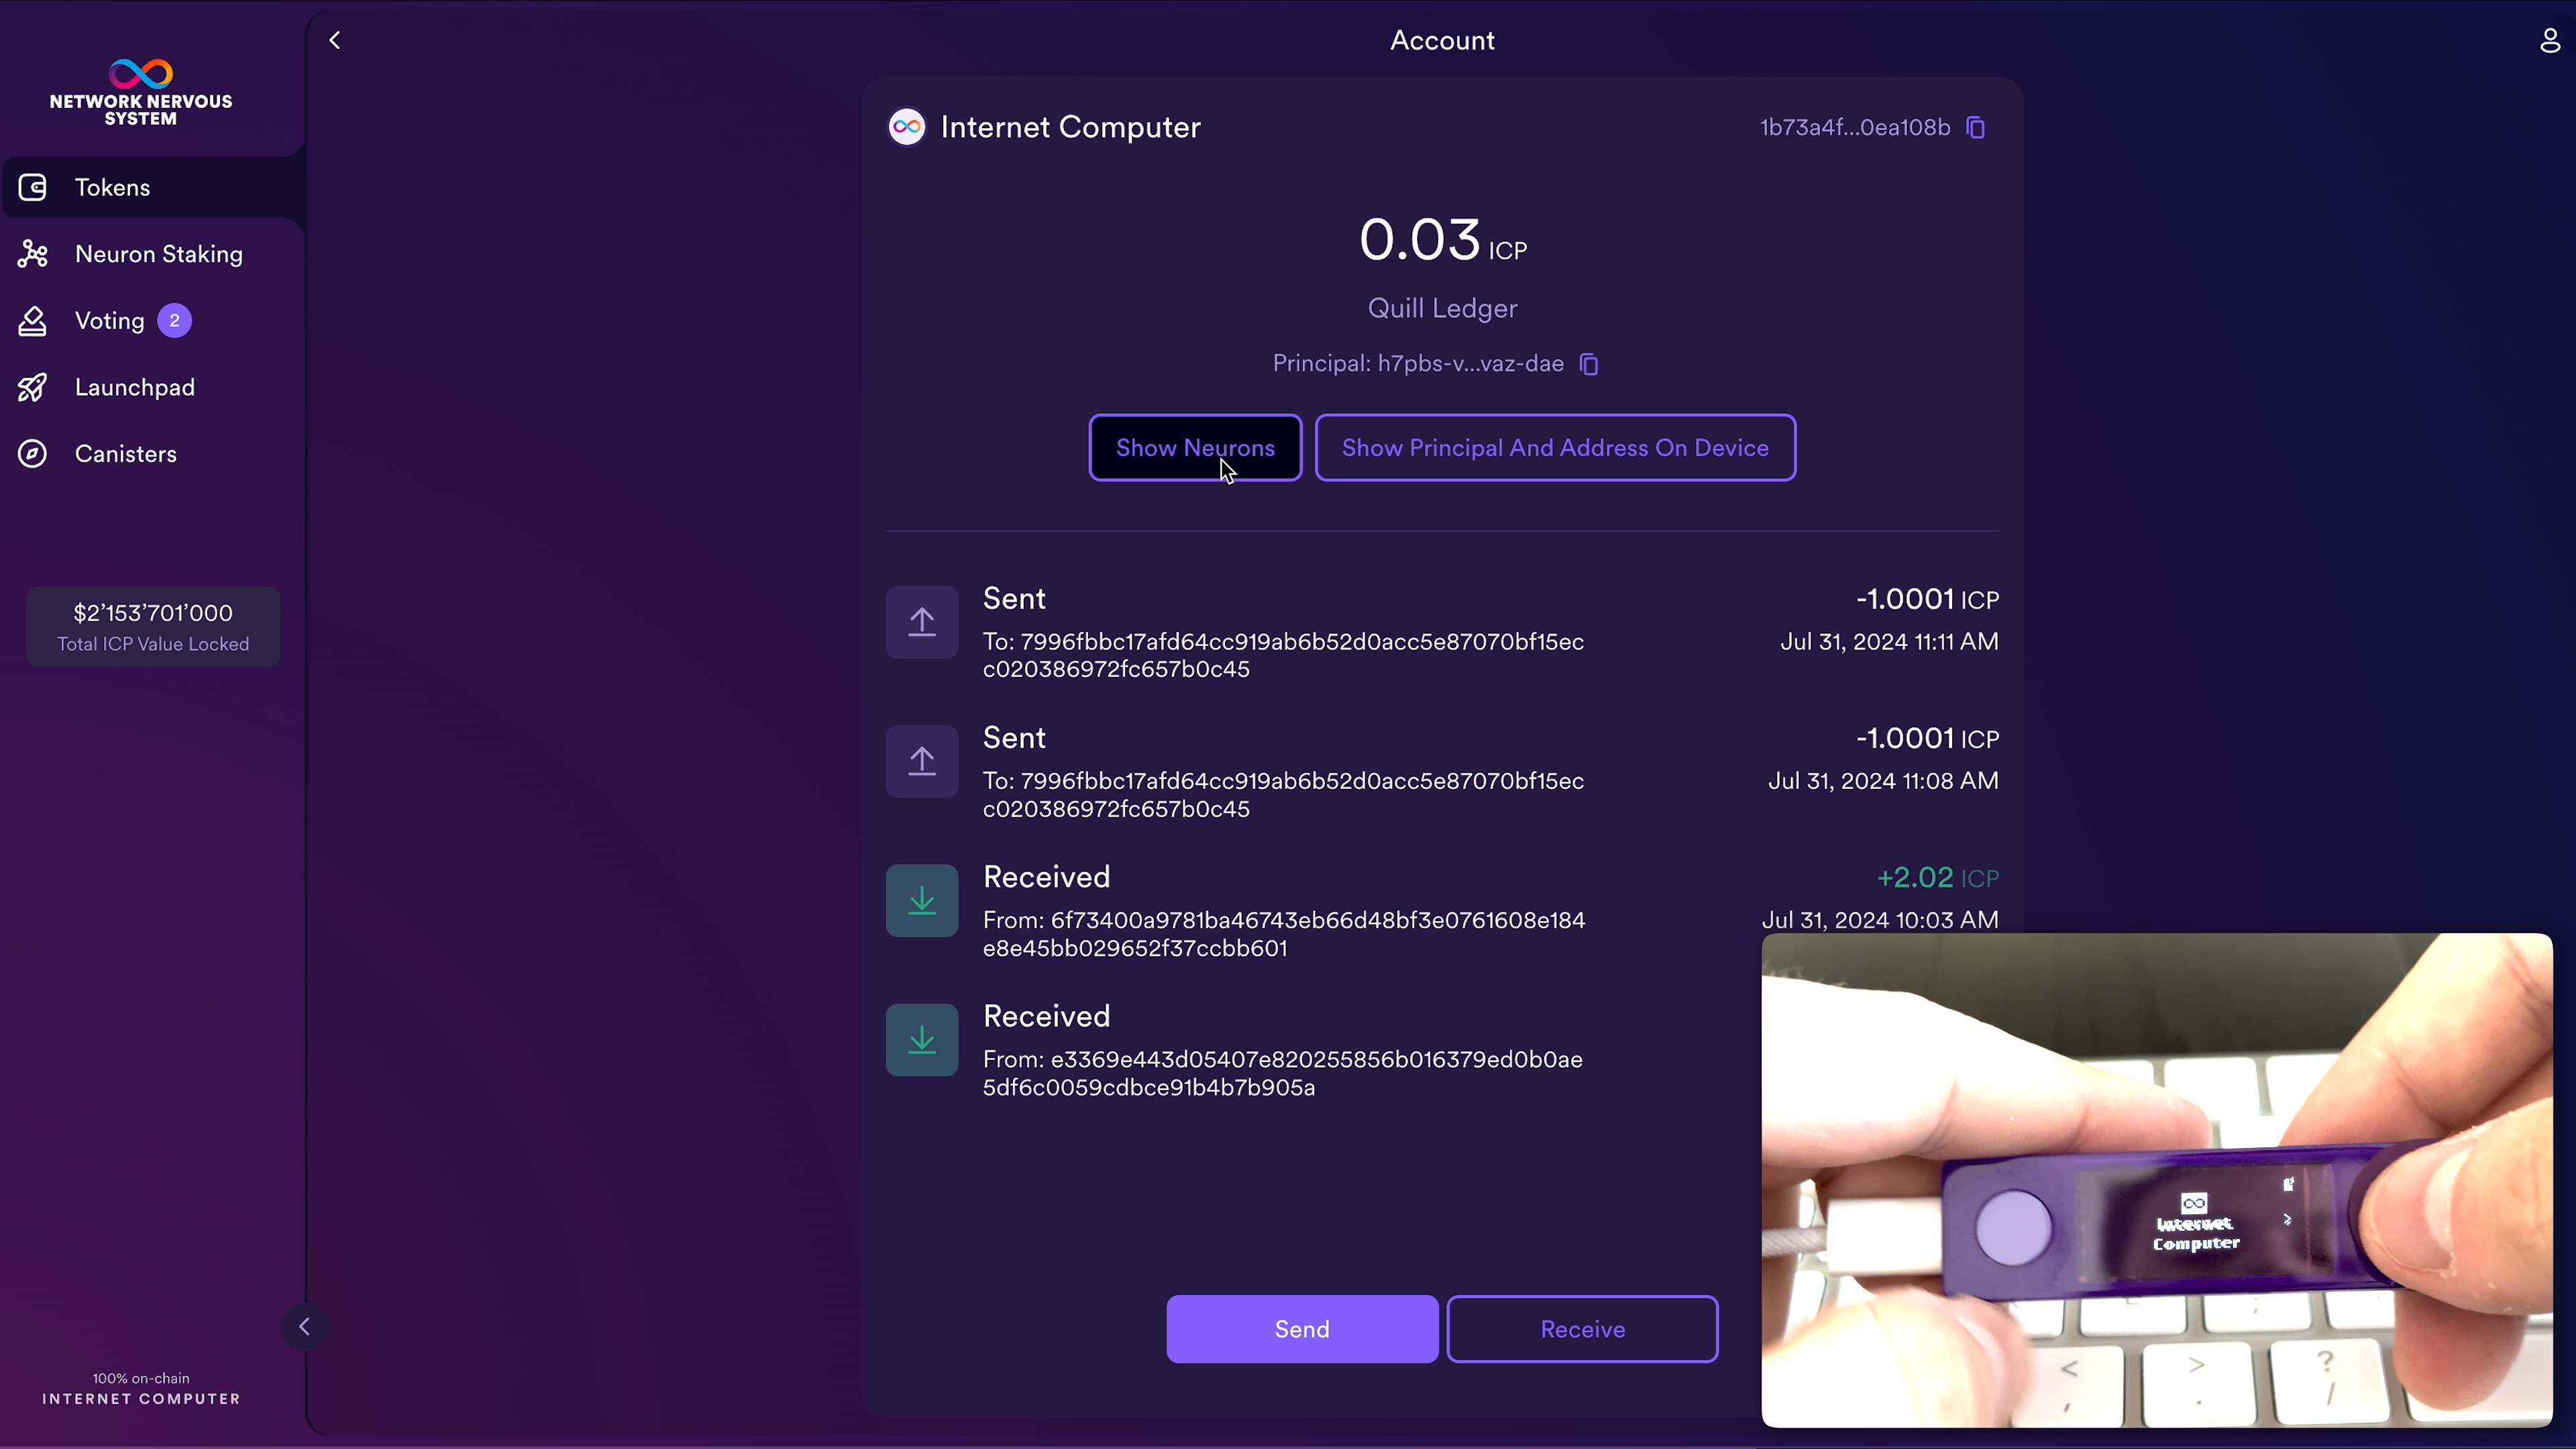 NETWORK NERVOUS
SYSTEM
Tokens
Neuron Staking
Voting 2
Launchpad
Canisters
$2’153’701’000
Total ICP Value Locked
100% on-chain
INTERNET COMPUTER
Account
Internet Computer
1b73a4f...0ea108b
0.03 ICP
Quill Ledger
Principal: h7pbs-v...vaz-dae
Show Neurons
Show Principal And Address On Device
Sent
-1.0001 ICP
To: 7996fbbc17afd64cc919ab6b52d0acc5e87070bf15ec
c020386972fc657b0c45
Jul 31, 2024 11:11 AM
Sent
-1.0001 ICP
To: 7996fbbc17afd64cc919ab6b52d0acc5e87070bf15ec
c020386972fc657b0c45
Jul 31, 2024 11:08 AM
Received
+2.02 ICP
From: 6f73400a9781ba46743eb66d48bf3e0761608e184
e8e45bb029652f37ccbb601
Jul 31, 2024 10:03 AM
Received
From: e3369e443d05407e820255856b016379ed0b0ae
5df6c0059cdbce91b4b7b905a
Send
Receive
Internet
Computer
< > ?
, . /